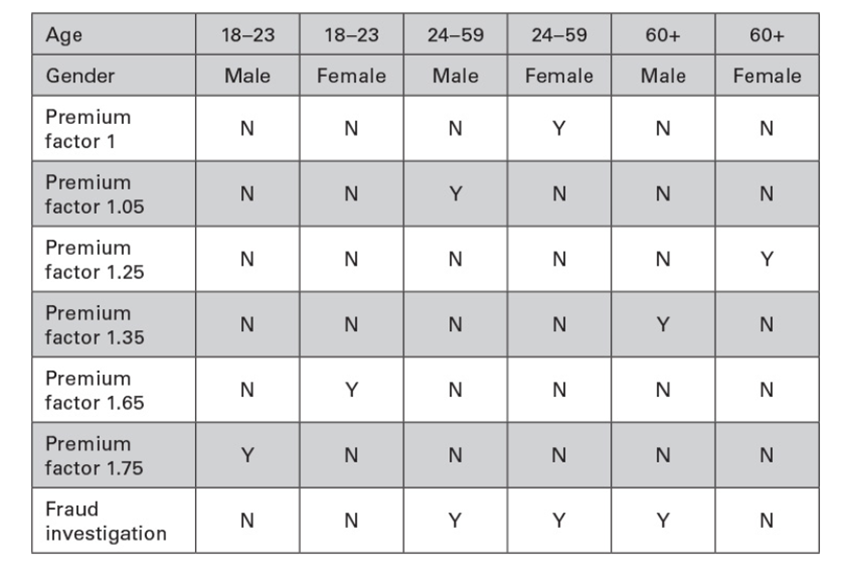 Age 18–23 18–23 24–59 24–59 60+ 60+
Gender Male Female Male Female Male Female
Premium
factor 1 N N N Y N N
Premium
factor 1.05 N N Y N N N
Premium
factor 1.25 N N N N N Y
Premium
factor 1.35 N N N N Y N
Premium
factor 1.65 N Y N N N N
Premium
factor 1.75 Y N N N N N
Fraud
investigation N N Y Y Y N